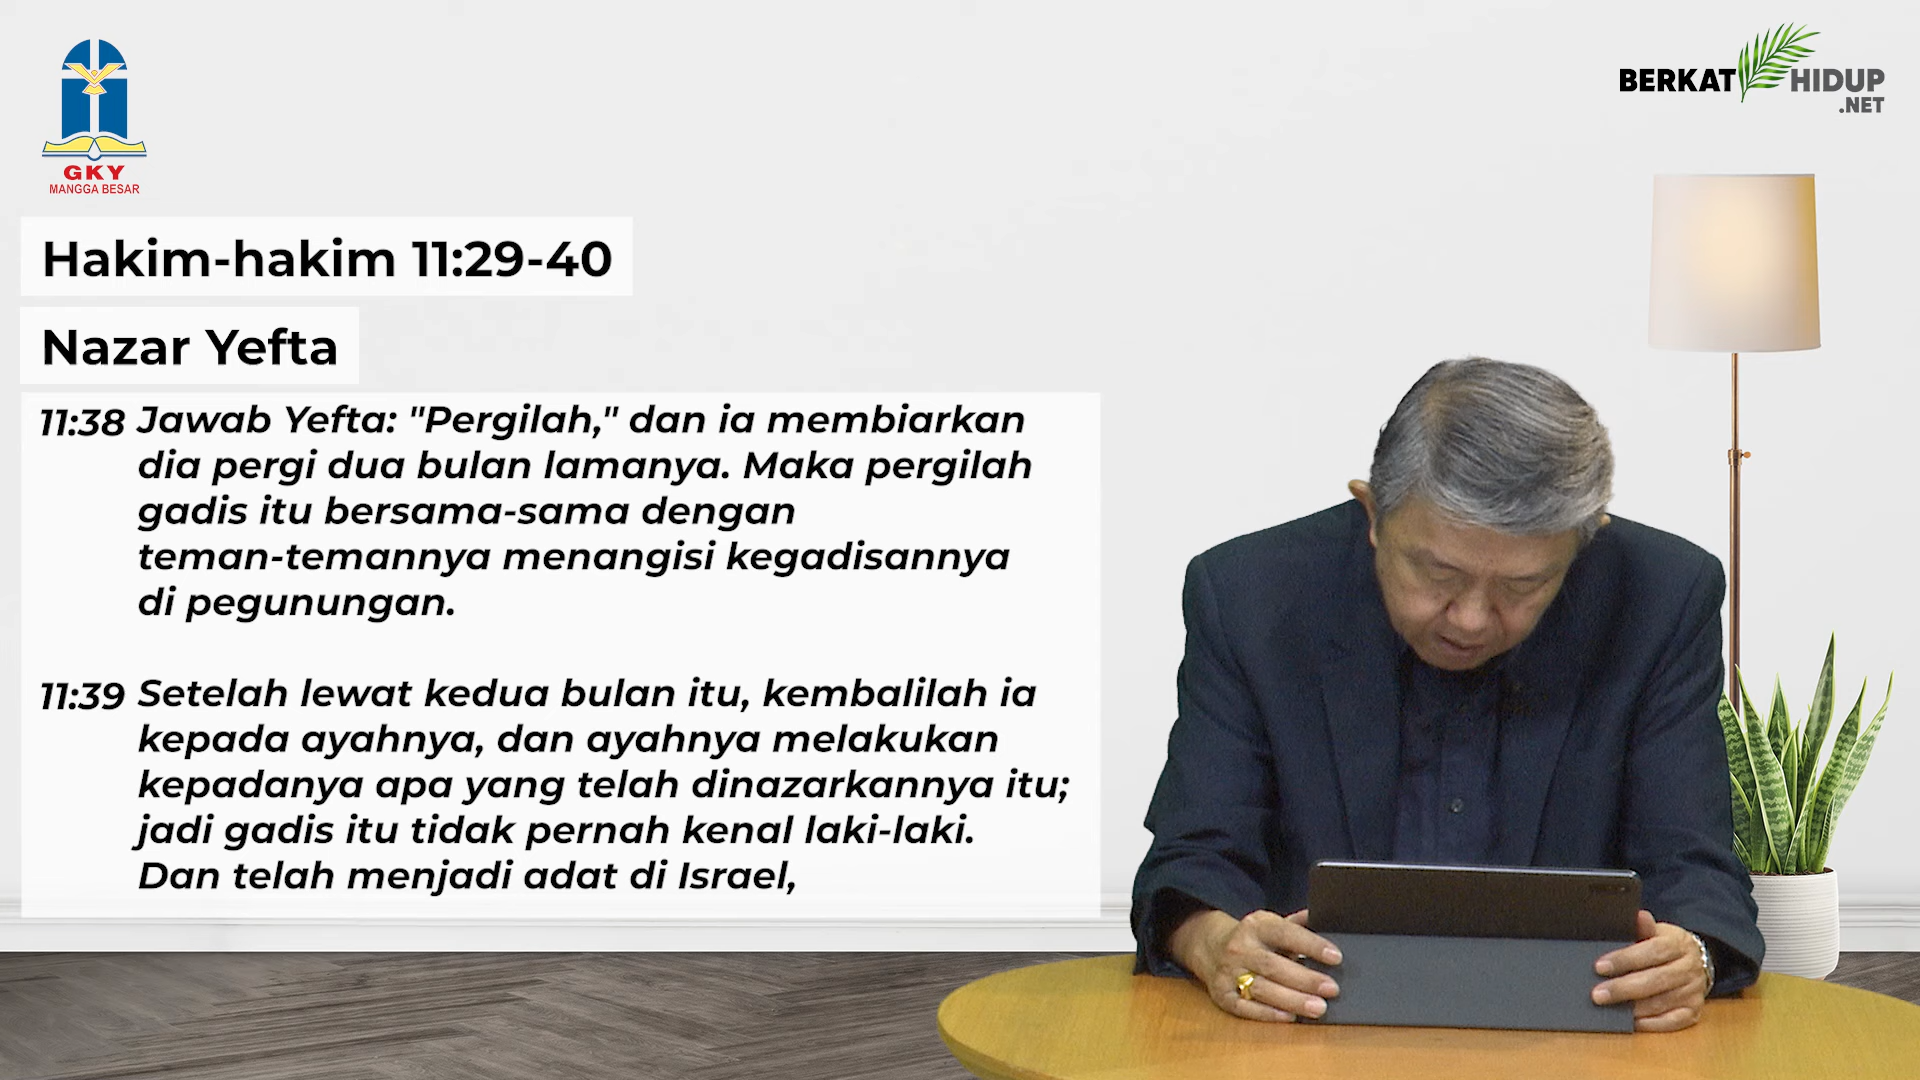 GKY
MANGGA BESAR
BERKAT HIDUP
.NET
Hakim-hakim 11:29-40
Nazar Yefta
11:38 Jawab Yefta: "Pergilah," dan ia membiarkan
dia pergi dua bulan lamanya. Maka pergilah
gadis itu bersama-sama dengan
teman-temannya menangisi kegadisannya
di pegunungan.
11:39 Setelah lewat kedua bulan itu, kembalilah ia
kepada ayahnya, dan ayahnya melakukan
kepadanya apa yang telah dinazarkannya itu;
jadi gadis itu tidak pernah kenal laki-laki.
Dan telah menjadi adat di Israel,